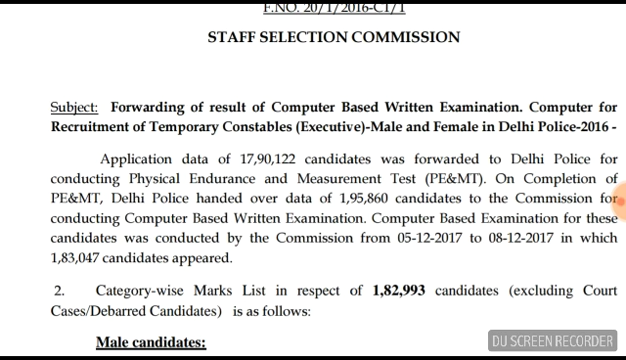 F.NO. 20/1/2016-C1/1
STAFF SELECTION COMMISSION
Subject: Forwarding of result of Computer Based Written Examination. Computer for
Recruitment of Temporary Constables (Executive)-Male and Female in Delhi Police-2016 -
Application data of 17,90,122 candidates was forwarded to Delhi Police for
conducting Physical Endurance and Measurement Test (PE&MT). On Completion of
PE&MT, Delhi Police handed over data of 1,95,860 candidates to the Commission for
conducting Computer Based Written Examination. Computer Based Examination for these
candidates was conducted by the Commission from 05-12-2017 to 08-12-2017 in which
1,83,047 candidates appeared.
2. Category-wise Marks List in respect of 1,82,993 candidates (excluding Court
Cases/Debarred Candidates) is as follows:
Male candidates:
DU SCREEN RECORDER